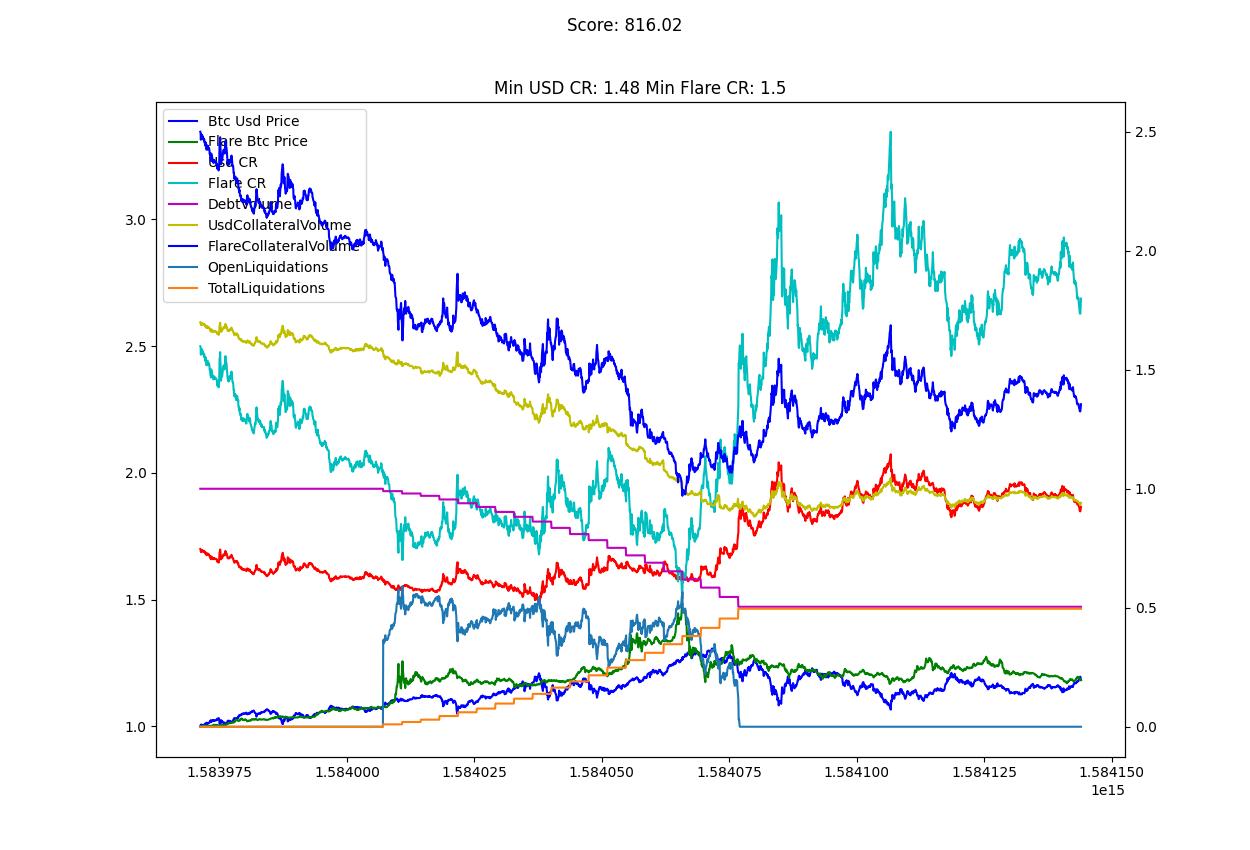 Score: 816.02
Min USD CR: 1.48 Min Flare CR: 1.5
Btc Usd Price
Flare Btc Price
Usd CR
Flare CR
DebtVolume
UsdCollateralVolume
FlareCollateralVolume
OpenLiquidations
TotalLiquidations
3.0
2.5
2.0
1.5
1.0
2.5
2.0
1.5
1.0
0.5
0.0
1.583975
1.584000
1.584025
1.584050
1.584075
1.584100
1.584125
1.584150
1e15